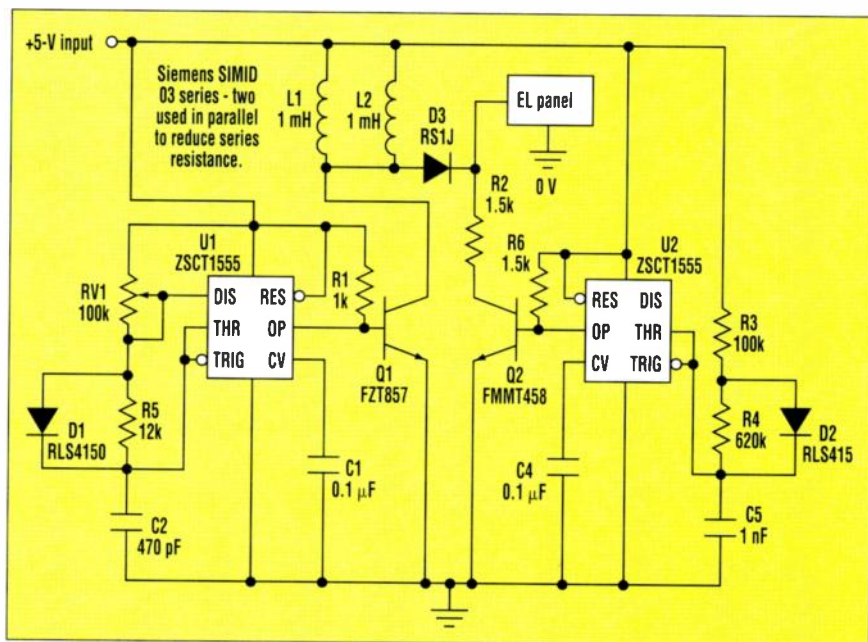 +5-V input
Siemens SIMID
03 series - two
used in parallel
to reduce series
resistance.
L1
1 mH
L2
1 mH
D3
RS1J
EL panel
0 V
R2
1.5k
U1
ZSCT1555
RV1
100k
DIS RES
THR OP
TRIG CV
R1
1k
R6
1.5k
U2
ZSCT1555
RES DIS
OP THR
CV TRIG
R3
100k
Q1
FZT857
Q2
FMMT458
D1
RLS4150
R5
12k
R4
620k
D2
RLS415
C1
0.1 μF
C4
0.1 μF
C2
470 pF
C5
1 nF